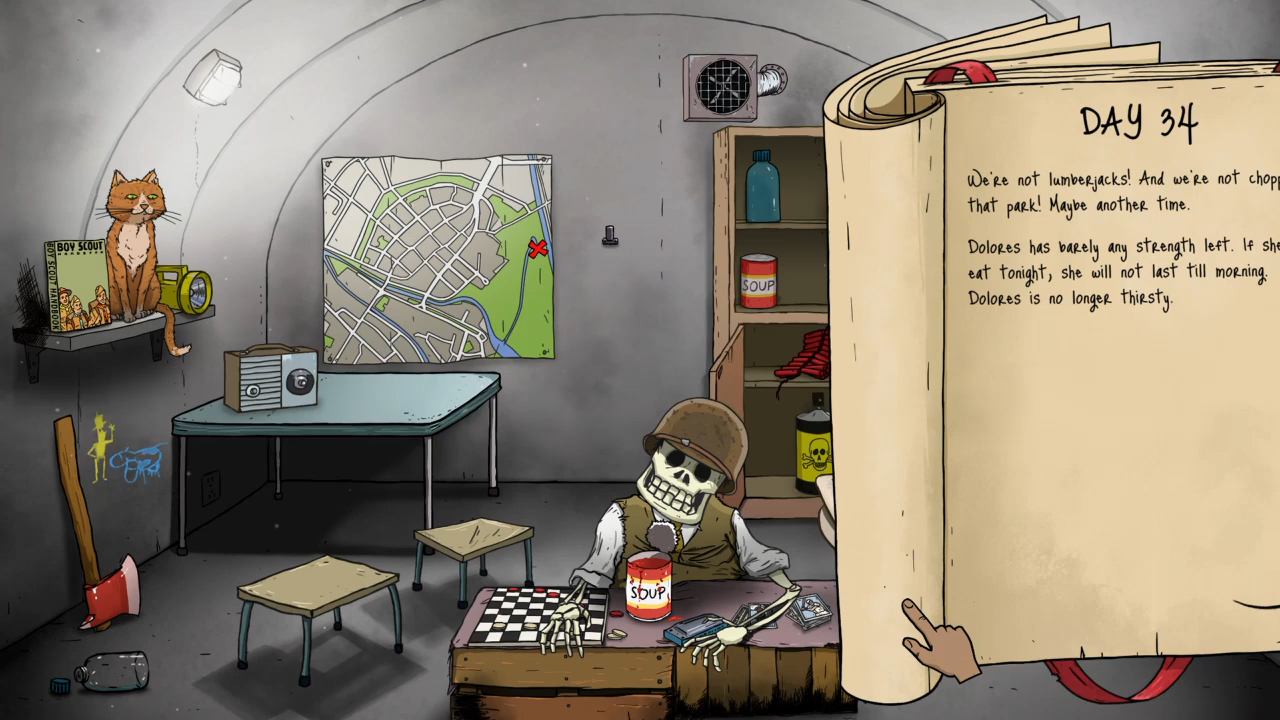 BOY SCOUT
BOY SCOUT HANDBOOK
SOUP
SOUP
DAY 34
We're not lumberjacks! And we're not chopp
that park! Maybe another time.
Dolores has barely any strength left. If she
eat tonight, she will not last till morning.
Dolores is no longer thirsty.